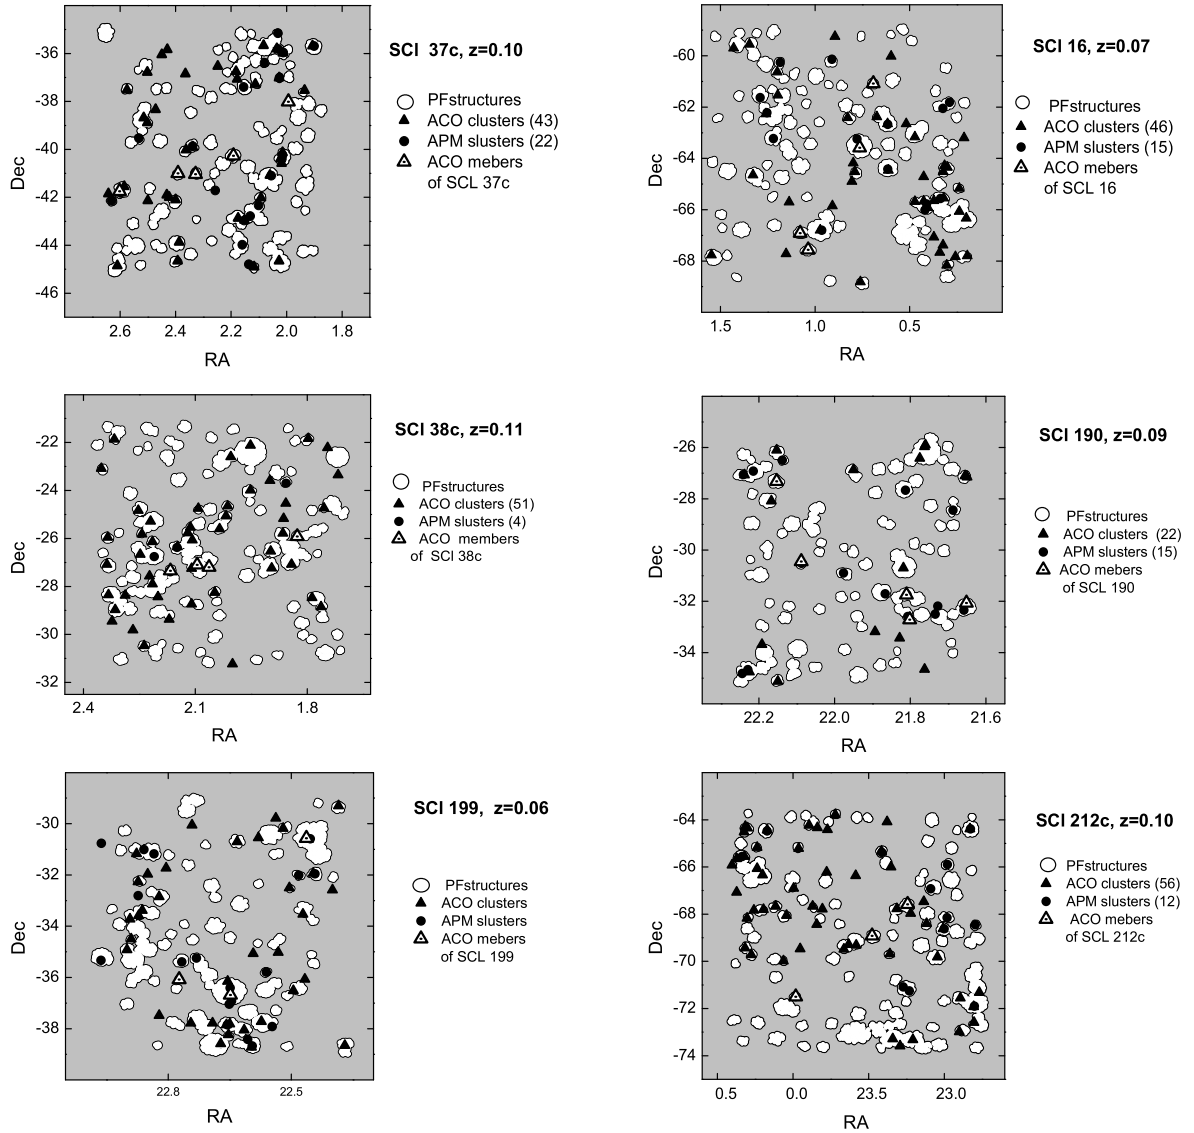 SCl 37c, z=0.10
PFstructures
ACO clusters (43)
APM slusters (22)
ACO mebers
of SCL 37c
Dec
-36
-38
-40
-42
-44
-46
2.6 2.4 2.2 2.0 1.8
RA
SCl 16, z=0.07
PFstructures
ACO clusters (46)
APM slusters (15)
ACO mebers
of SCL 16
Dec
-60
-62
-64
-66
-68
1.5 1.0 0.5
RA
SCl 38c, z=0.11
PFstructures
ACO clusters (51)
APM slusters (4)
ACO members
of SCl 38c
Dec
-22
-24
-26
-28
-30
-32
2.4 2.1 1.8
RA
SCl 190, z=0.09
PFstructures
ACO clusters (22)
APM slusters (15)
ACO mebers
of SCL 190
Dec
-26
-28
-30
-32
-34
22.2 22.0 21.8 21.6
RA
SCl 199, z=0.06
PFstructures
ACO clusters
APM slusters
ACO mebers
of SCL 199
Dec
-30
-32
-34
-36
-38
22.8 22.5
RA
SCl 212c, z=0.10
PFstructures
ACO clusters (56)
APM slusters (12)
ACO mebers
of SCL 212c
Dec
-64
-66
-68
-70
-72
-74
0.5 0.0 23.5 23.0
RA